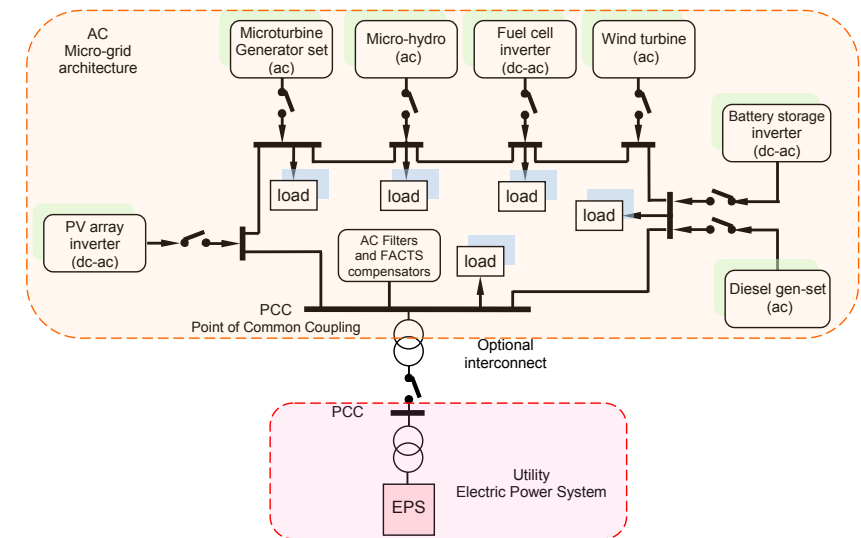 AC
Micro-grid
architecture
Microturbine
Generator set
(ac)
Micro-hydro
(ac)
Fuel cell
inverter
(dc-ac)
Wind turbine
(ac)
Battery storage
inverter
(dc-ac)
load
load
load
load
PV array
inverter
(dc-ac)
AC Filters
and FACTS
compensators
load
Diesel gen-set
(ac)
PCC
Point of Common Coupling
Optional
interconnect
PCC
Utility
Electric Power System
EPS